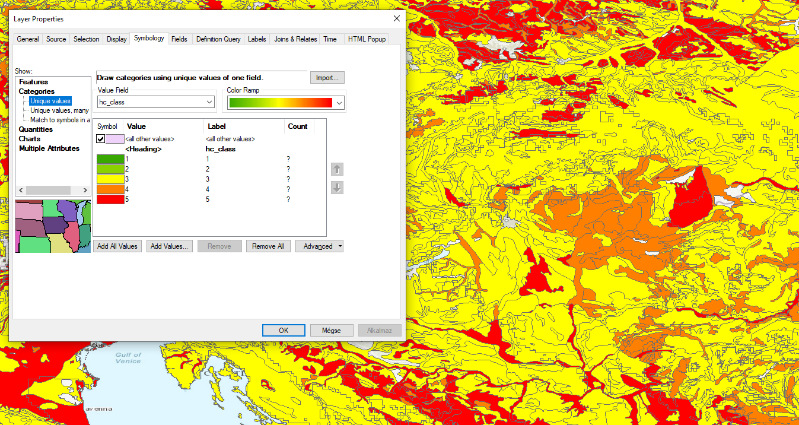 Layer Properties
General Source Selection Display Symbology Fields Definition Query Labels Joins & Relates Time HTML Popup
Show:
Features
Categories
Unique values
Unique values, many
Match to symbols in a
Quantities
Charts
Multiple Attributes
Draw categories using unique values of one field.
Import...
Value Field
hc_class
Color Ramp
Symbol Value Label Count
<all other values> <all other values>
<Heading> hc_class
1 1 ?
2 2 ?
3 3 ?
4 4 ?
5 5 ?
Add All Values Add Values... Remove Remove All Advanced
OK Mégse Alkalmaz
Gulf of
Venice